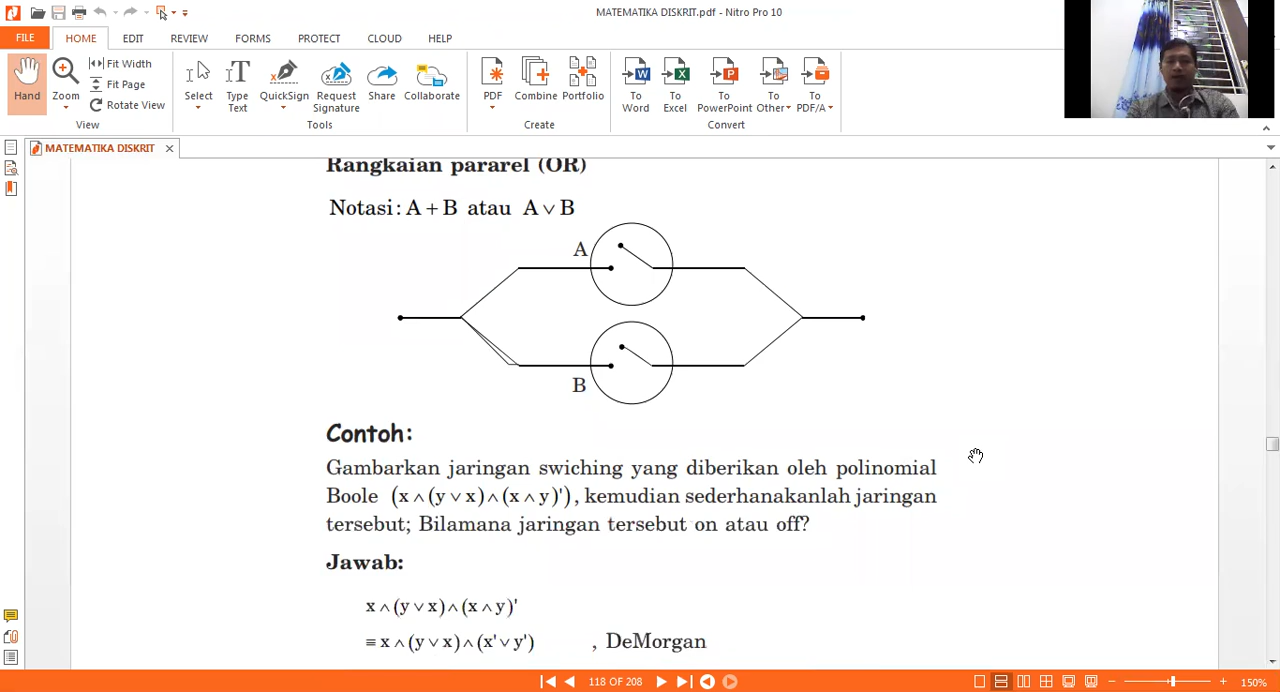 MATEMATIKA DISKRIT.pdf - Nitro Pro 10
FILE HOME EDIT REVIEW FORMS PROTECT CLOUD HELP
Hand
Zoom
Fit Width
Fit Page
Rotate View
View
Select
Type Text
QuickSign
Request Signature
Share
Collaborate
Tools
PDF
Combine
Portfolio
Create
To Word
To Excel
To PowerPoint
To Other
To PDF/A
Convert
MATEMATIKA DISKRIT
Rangkaian pararel (OR)
Notasi: A + B atau A ∨ B
A
B
Contoh:
Gambarkan jaringan swiching yang diberikan oleh polinomial
Boole (x ∧ (y ∨ x) ∧ (x ∧ y)'), kemudian sederhanakanlah jaringan
tersebut; Bilamana jaringan tersebut on atau off?
Jawab:
x ∧ (y ∨ x) ∧ (x ∧ y)'
≡ x ∧ (y ∨ x) ∧ (x' ∨ y') , DeMorgan
118 OF 208
150%